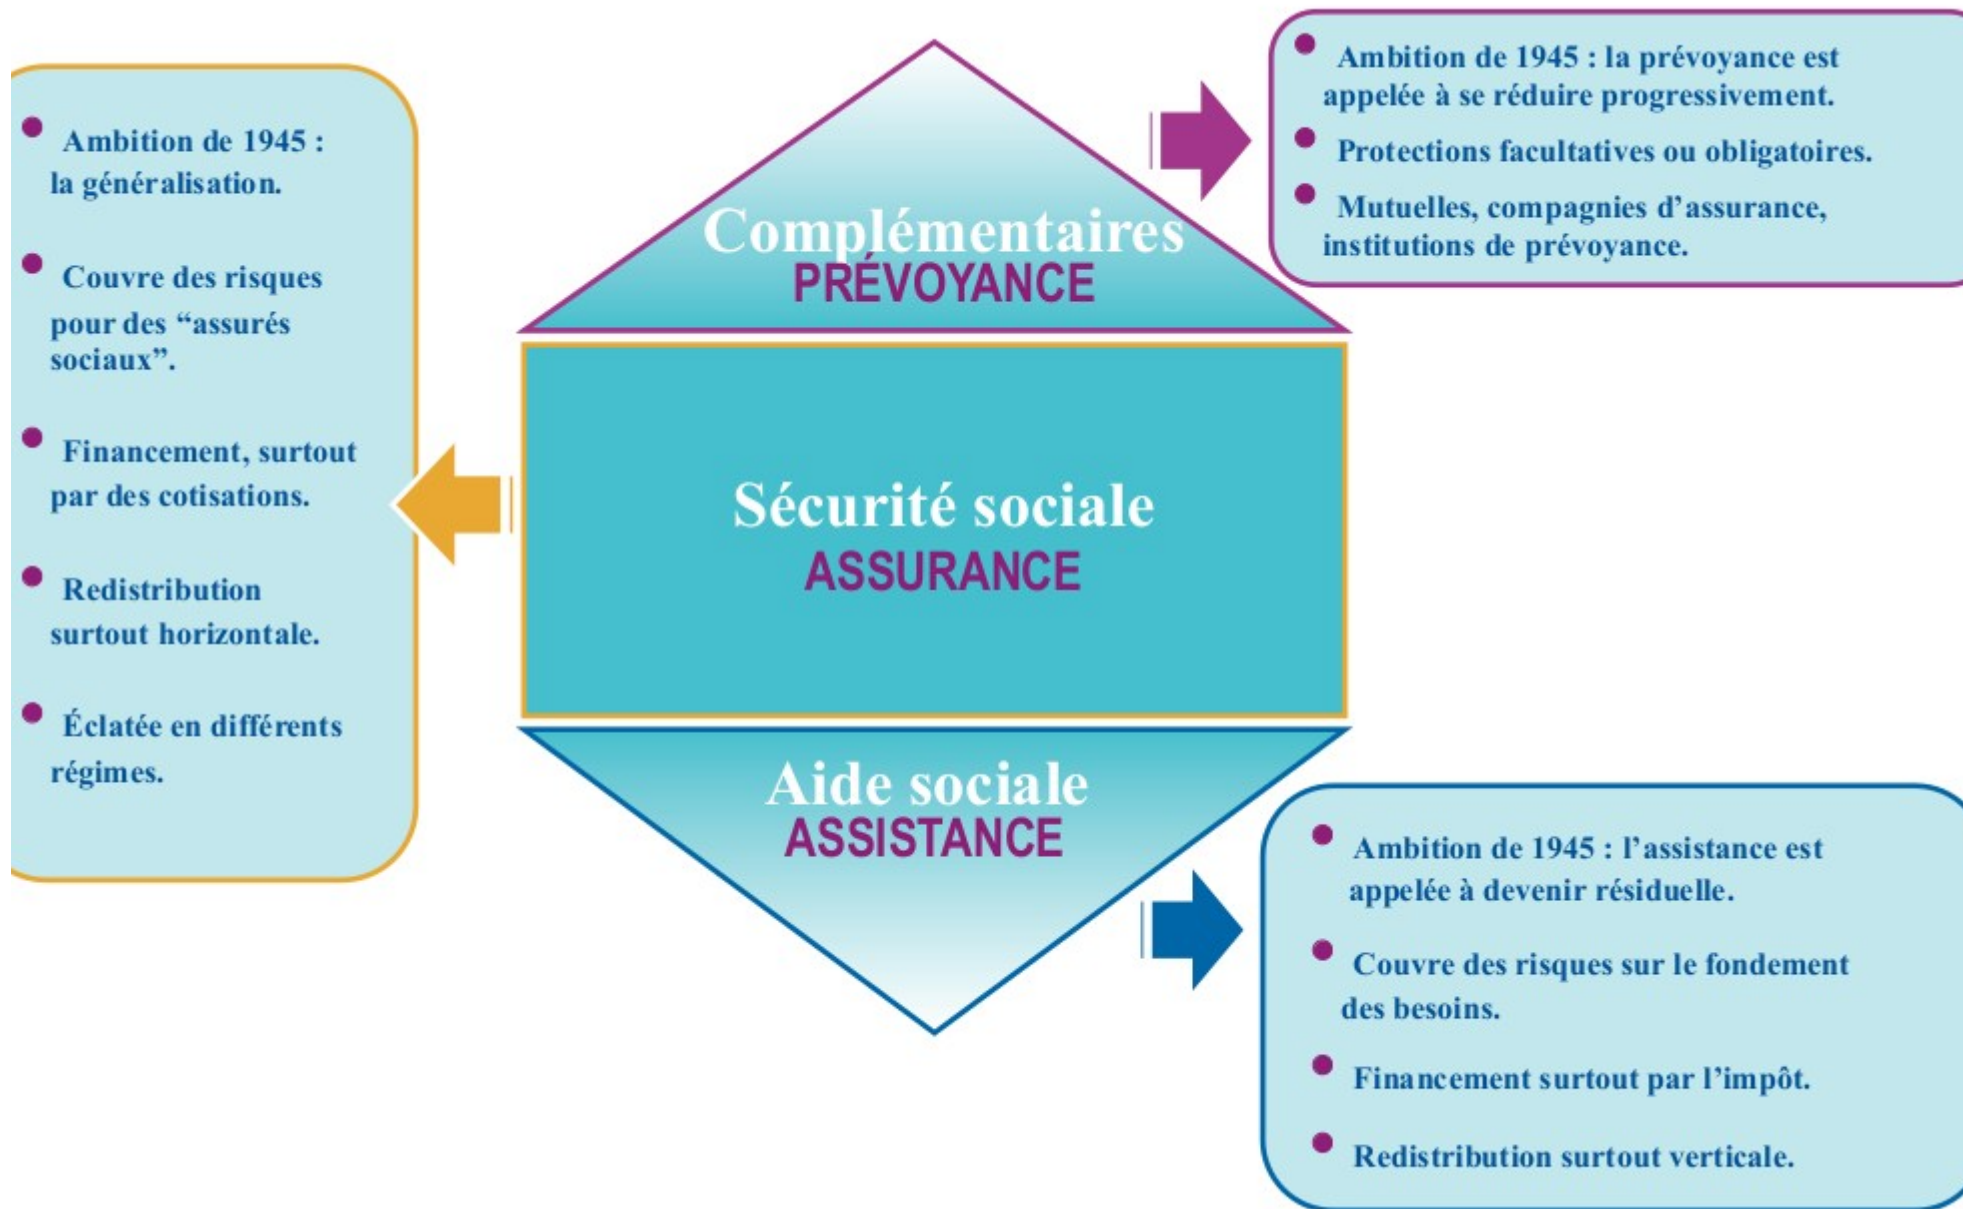 Ambition de 1945 :
la généralisation.
Couvre des risques
pour des “assurés
sociaux”.
Financement, surtout
par des cotisations.
Redistribution
surtout horizontale.
Éclatée en différents
régimes.
Complémentaires
PRÉVOYANCE
Sécurité sociale
ASSURANCE
Aide sociale
ASSISTANCE
Ambition de 1945 : la prévoyance est
appelée à se réduire progressivement.
Protections facultatives ou obligatoires.
Mutuelles, compagnies d’assurance,
institutions de prévoyance.
Ambition de 1945 : l’assistance est
appelée à devenir résiduelle.
Couvre des risques sur le fondement
des besoins.
Financement surtout par l’impôt.
Redistribution surtout verticale.